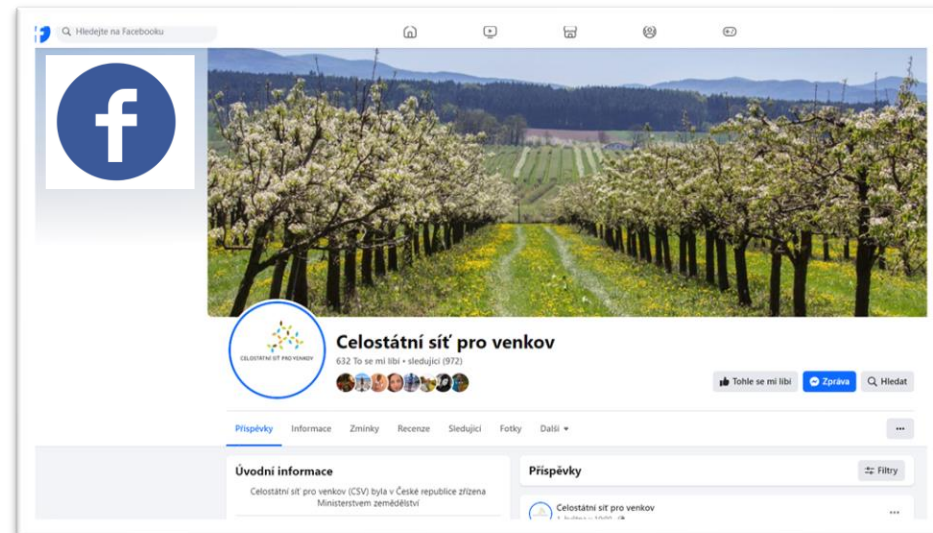 Hledejte na Facebooku
CELOSTÁTNÍ SÍŤ PRO VENKOV
Celostátní síť pro venkov
632 To se mi líbí • sledující (972)
Tohle se mi líbí
Zpráva
Hledat
Příspěvky Informace Zmínky Recenze Sledující Fotky Další
Úvodní informace
Celostátní síť pro venkov (CSV) byla v České republice zřízena
Ministerstvem zemědělství
Příspěvky
Filtry
Celostátní síť pro venkov